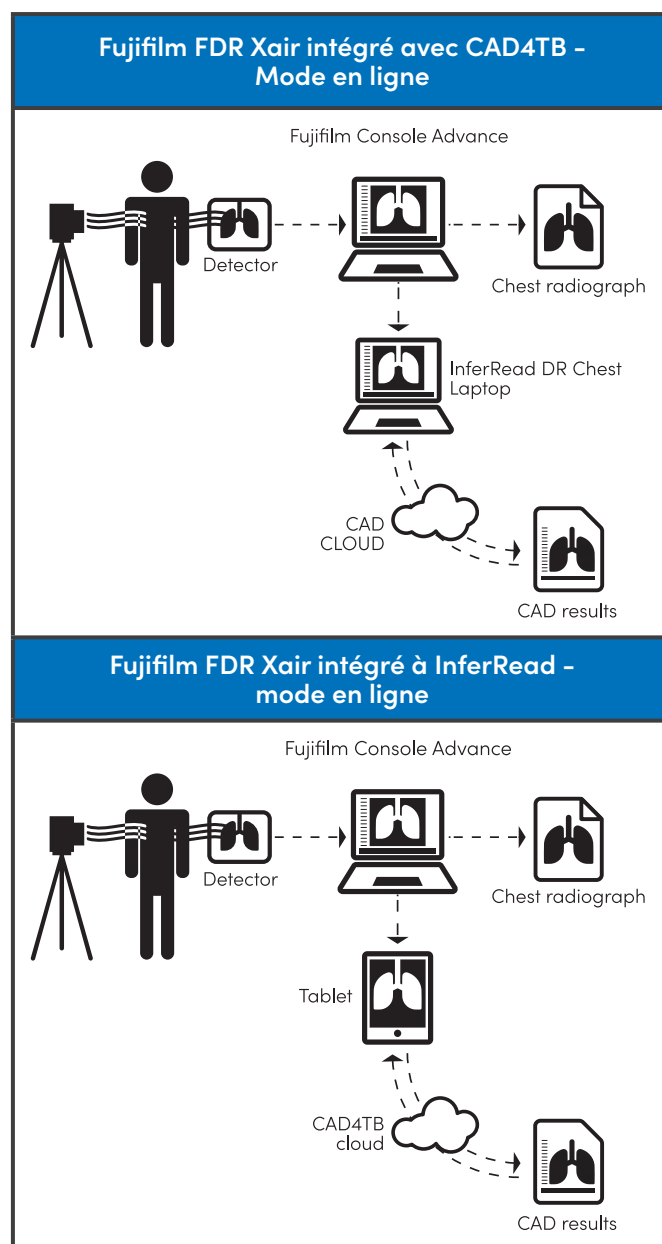 Fujifilm FDR Xair intégré avec CAD4TB -
Mode en ligne
Fujifilm Console Advance
Detector
Chest radiograph
InferRead DR Chest
Laptop
CAD
CLOUD
CAD results
Fujifilm FDR Xair intégré à InferRead -
mode en ligne
Fujifilm Console Advance
Detector
Chest radiograph
Tablet
CAD4TB
cloud
CAD results